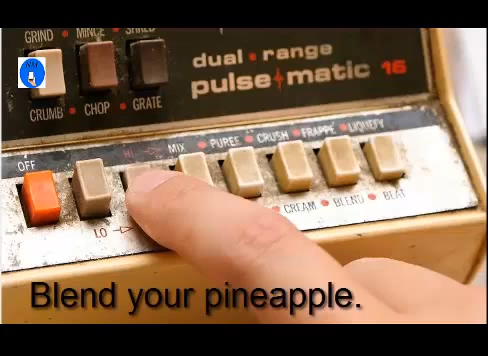 GRIND • MINCE • SHRED
CRUMB • CHOP • GRATE
dual • range
pulse matic 16
OFF
HI MIX • PUREE • CRUSH • FRAPPE • LIQUEFY
LO
• CREAM • BLEND • BEAT
Blend your pineapple.